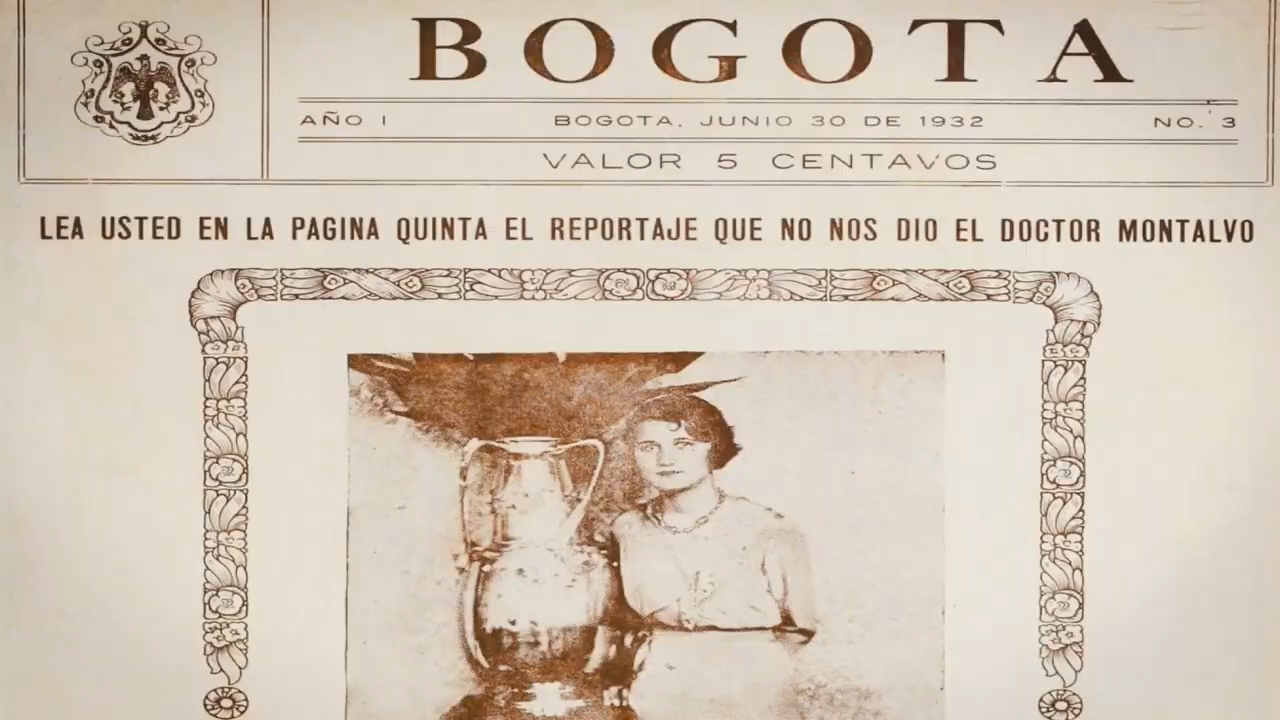 BOGOTA
AÑO I BOGOTA, JUNIO 30 DE 1932 NO. 3
VALOR 5 CENTAVOS
LEA USTED EN LA PAGINA QUINTA EL REPORTAJE QUE NO NOS DIO EL DOCTOR MONTALVO